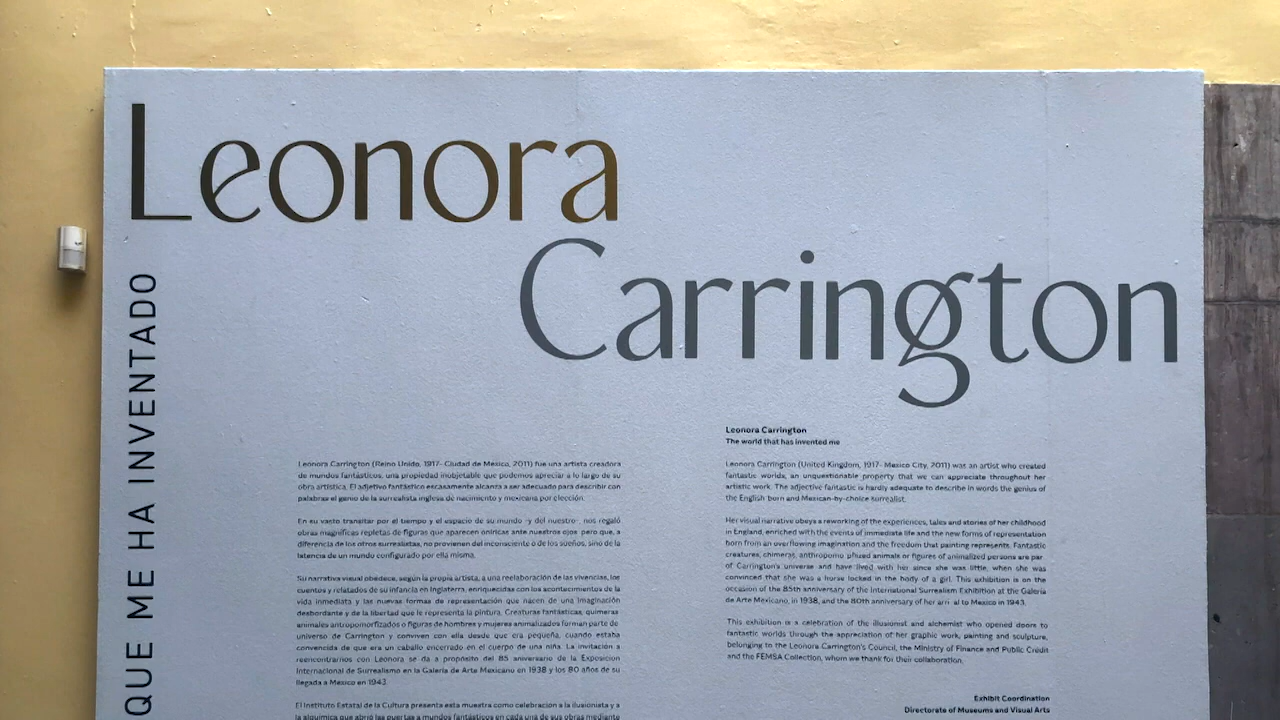 Leonora
Carrington
QUE ME HA INVENTADO
Leonora Carrington (Reino Unido, 1917- Ciudad de México, 2011) fue una artista creadora
de mundos fantásticos, una propiedad inobjetable que podemos apreciar a lo largo de su
obra artística. El adjetivo fantástico escasamente alcanza a ser adecuado para describir con
palabras el genio de la surrealista inglesa de nacimiento y mexicana por elección.
En su vasto transitar por el tiempo y el espacio de su mundo -y del nuestro-, nos regaló
obras magníficas repletas de figuras que aparecen oníricas ante nuestros ojos, pero que, a
diferencia de los otros surrealistas, no provienen del inconsciente o de los sueños, sino de la
latencia de un mundo configurado por ella misma.
Su narrativa visual obedece, según la propia artista, a una reelaboración de las vivencias, los
cuentos y relatados de su infancia en Inglaterra, enriquecidas con los acontecimientos de la
vida inmediata y las nuevas formas de representación que nacen de una imaginación
desbordante y de la libertad que le representa la pintura. Creaturas fantásticas, quimeras
animales antropomorfizados o figuras de hombres y mujeres animalizados forman parte de
universo de Carrington y conviven con ella desde que era pequeña, cuando estaba
convencida de que era un caballo encerrado en el cuerpo de una niña. La invitación a
reencontrarnos con Leonora se da a propósito del 85 aniversario de la Exposición
Internacional de Surrealismo en la Galería de Arte Mexicano en 1938 y los 80 años de su
llegada a México en 1943.
El Instituto Estatal de la Cultura presenta esta muestra como celebración a la ilusionista y a
la alquimica que abrió las puertas a mundos fantásticos en cada una de sus obras mediante
Leonora Carrington
The world that has invented me
Leonora Carrington (United Kingdom, 1917- Mexico City, 2011) was an artist who created
fantastic worlds, an unquestionable property that we can appreciate throughout her
artistic work. The adjective fantastic is hardly adequate to describe in words the genius of
the English born and Mexican-by-choice surrealist.
Her visual narrative obeys a reworking of the experiences, tales and stories of her childhood
in England, enriched with the events of immediate life and the new forms of representation
born from an overflowing imagination and the freedom that painting represents. Fantastic
creatures, chimeras, anthropomo phized animals or figures of animalized persons are par
of Carrington's universe and have lived with her since she was little, when she was
convinced that she was a horse locked in the body of a girl. This exhibition is on the
occasion of the 85th anniversary of the International Surrealism Exhibition at the Galería
de Arte Mexicano, in 1938, and the 80th anniversary of her arri al to Mexico in 1943.
This exhibition is a celebration of the illusionist and alchemist who opened doors to
fantastic worlds through the appreciation of her graphic work, painting and sculpture,
belonging to the Leonora Carrington's Council, the Ministry of Finance and Public Credit
and the FEMSA Collection, whom we thank for their collaboration.
Exhibit Coordination
Directorate of Museums and Visual Arts